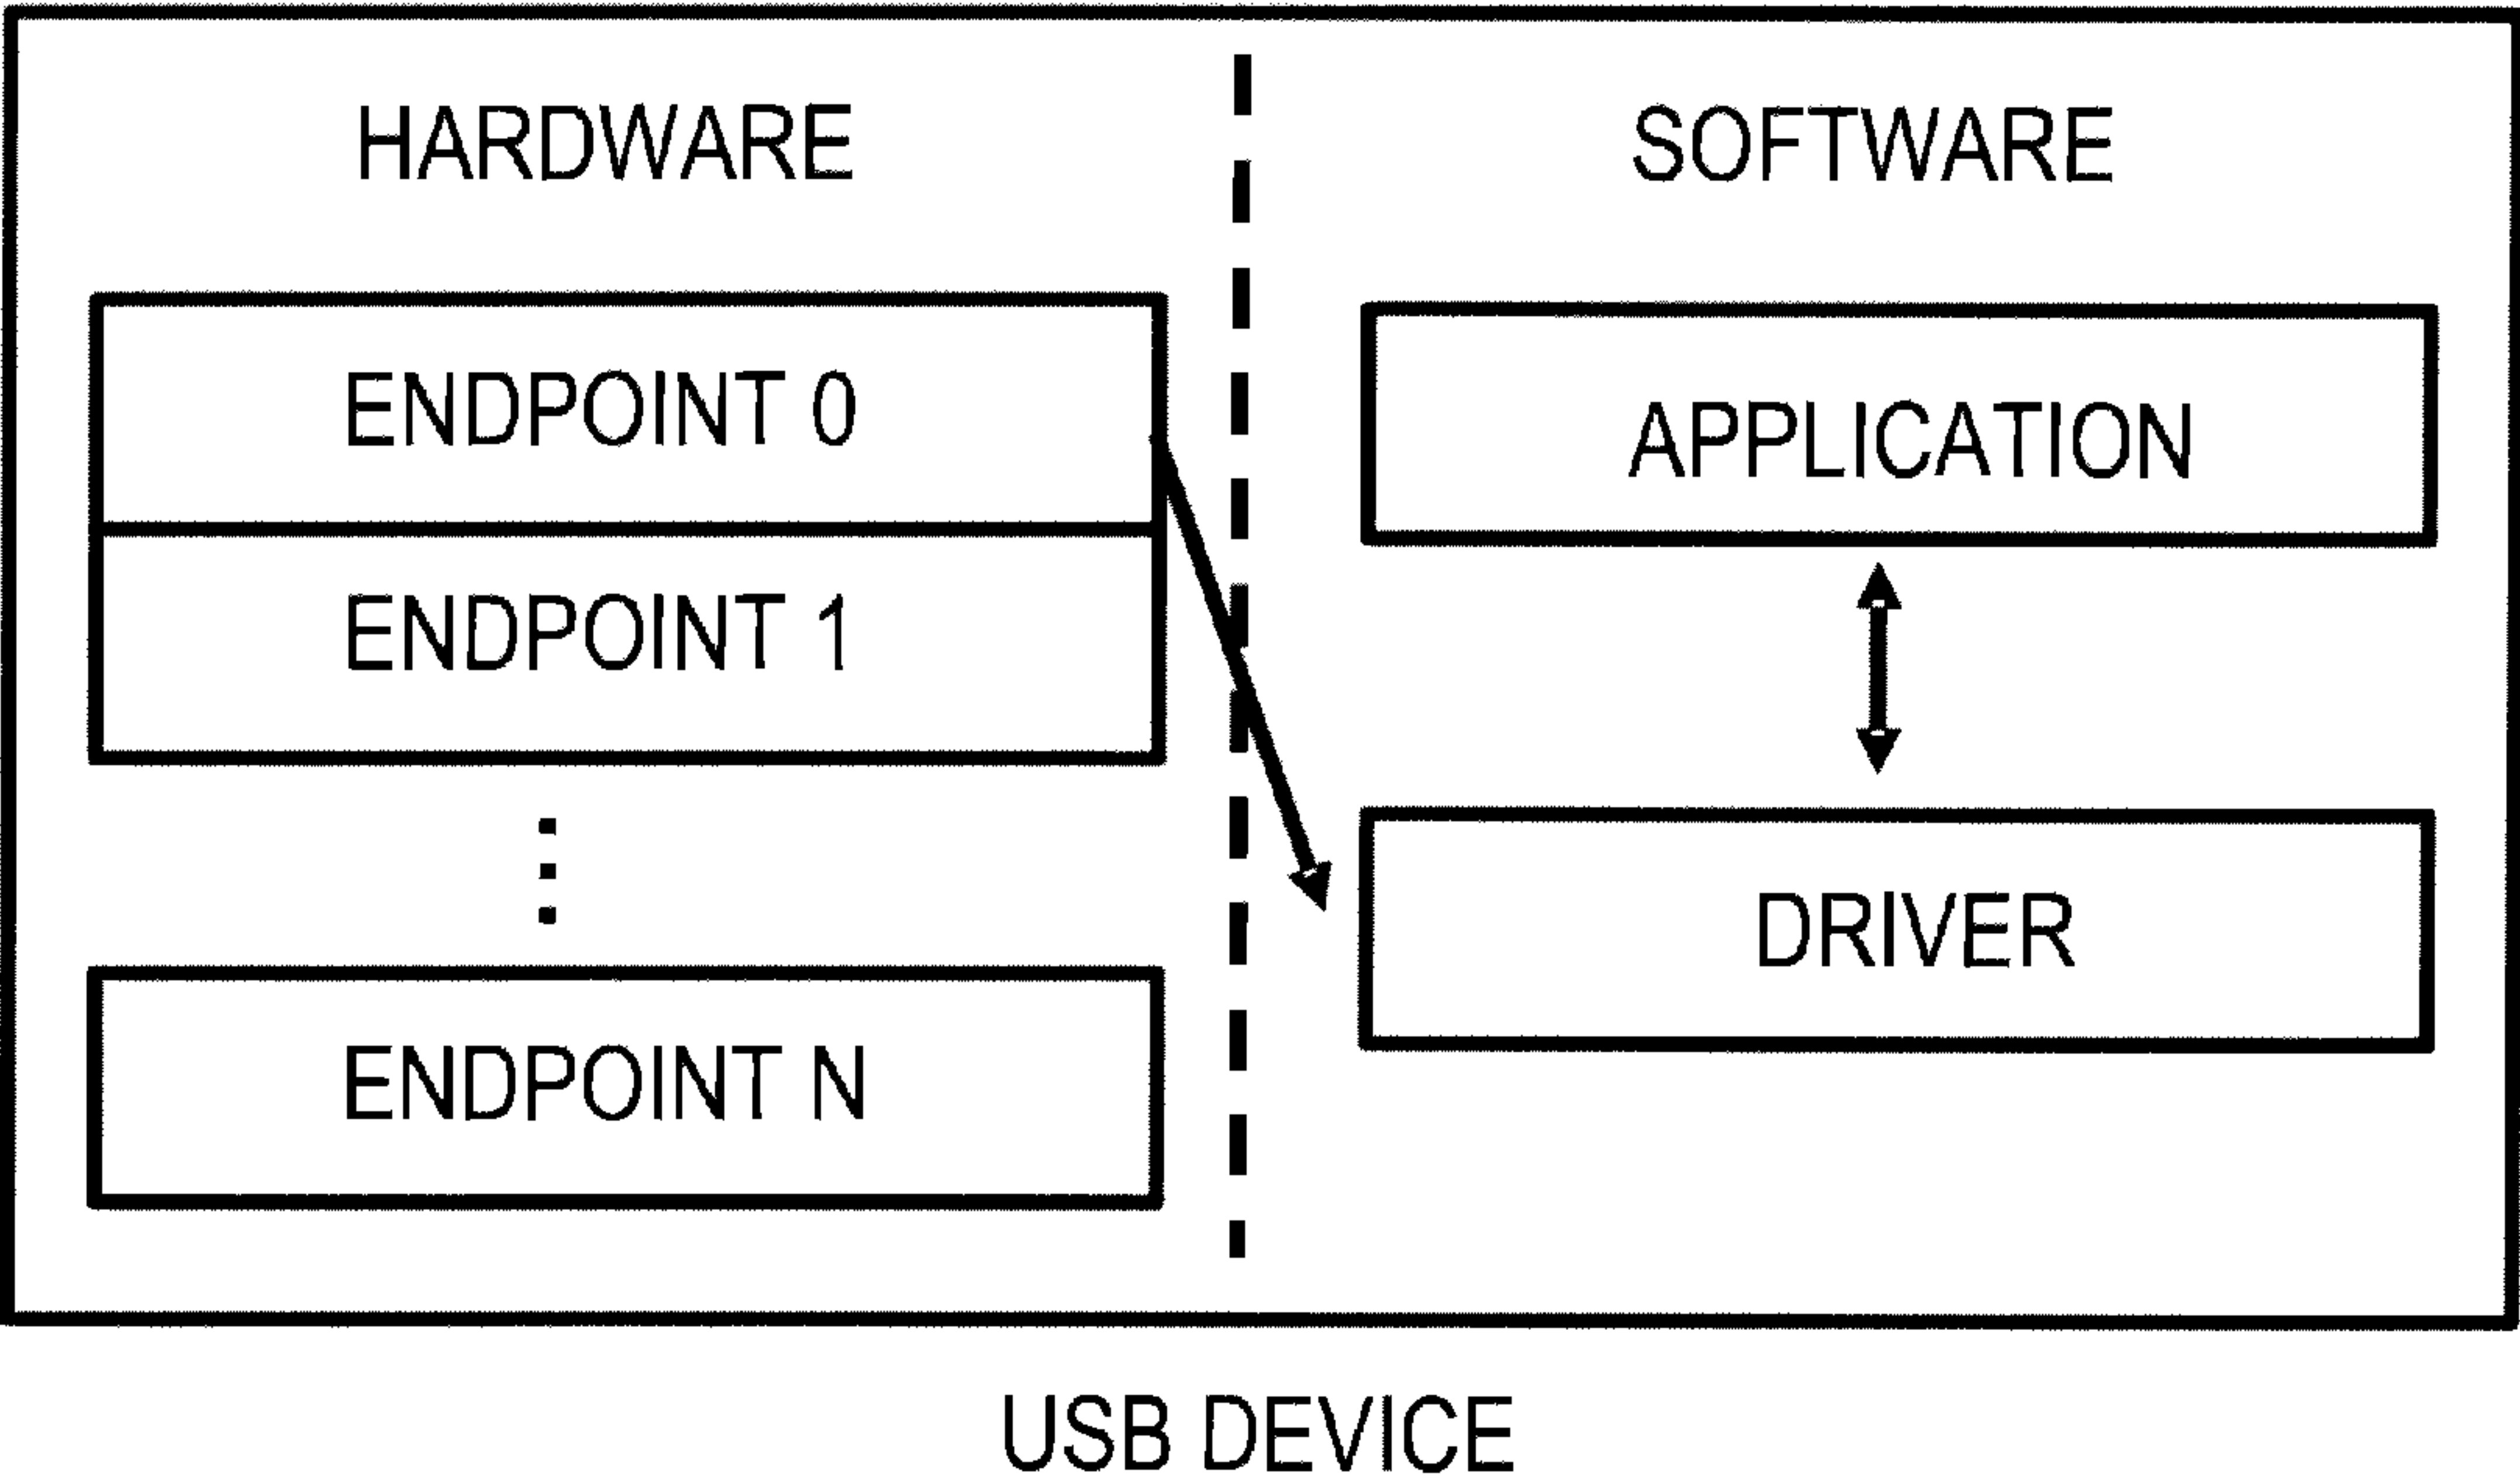 HARDWARE
ENDPOINT 0
ENDPOINT 1
ENDPOINT N
SOFTWARE
APPLICATION
DRIVER
USB DEVICE